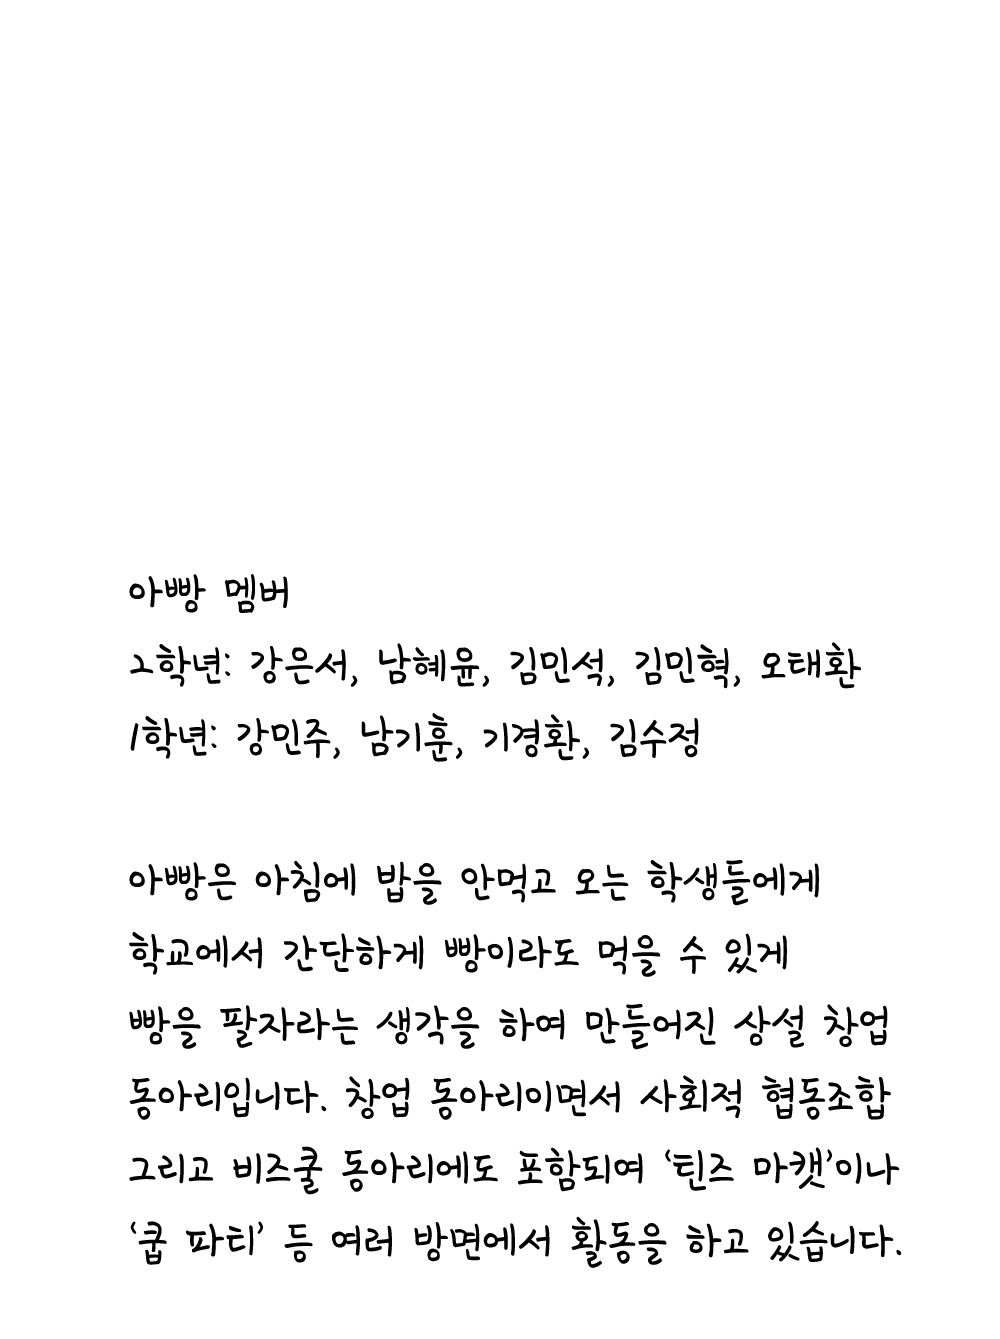 아빵 멤버
2학년: 강은서, 남혜윤, 김민석, 김민혁, 오태환
1학년: 강민주, 남기훈, 기경환, 김수정
아빵은 아침에 밥을 안먹고 오는 학생들에게
학교에서 간단하게 빵이라도 먹을 수 있게
빵을 팔자라는 생각을 하여 만들어진 상설 창업
동아리입니다. 창업 동아리이면서 사회적 협동조합
그리고 비즈쿨 동아리에도 포함되여 ‘틴즈 마캣’이나
‘쿱 파티’ 등 여러 방면에서 활동을 하고 있습니다.